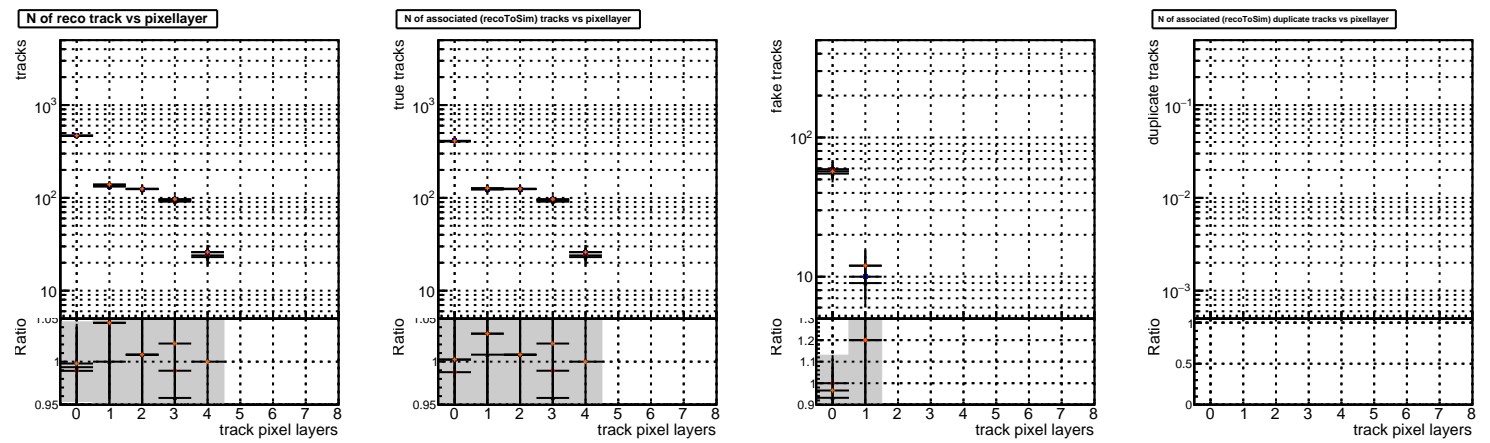 N of reco track vs pixellayer
tracks
10³
10²
10
Ratio
1.05
1
0.95
0 1 2 3 4 5 6 7 8
track pixel layers
N of associated (recoToSim) tracks vs pixellayer
true tracks
10³
10²
10
Ratio
1.05
1
0.95
0 1 2 3 4 5 6 7 8
track pixel layers
fake tracks
10²
10
Ratio
1.3
1.2
1.1
1
0.9
0 1 2 3 4 5 6 7 8
track pixel layers
N of associated (recoToSim) duplicate tracks vs pixellayer
duplicate tracks
10⁻¹
10⁻²
10⁻³
Ratio
1
0.5
0
0 1 2 3 4 5 6 7 8
track pixel layers